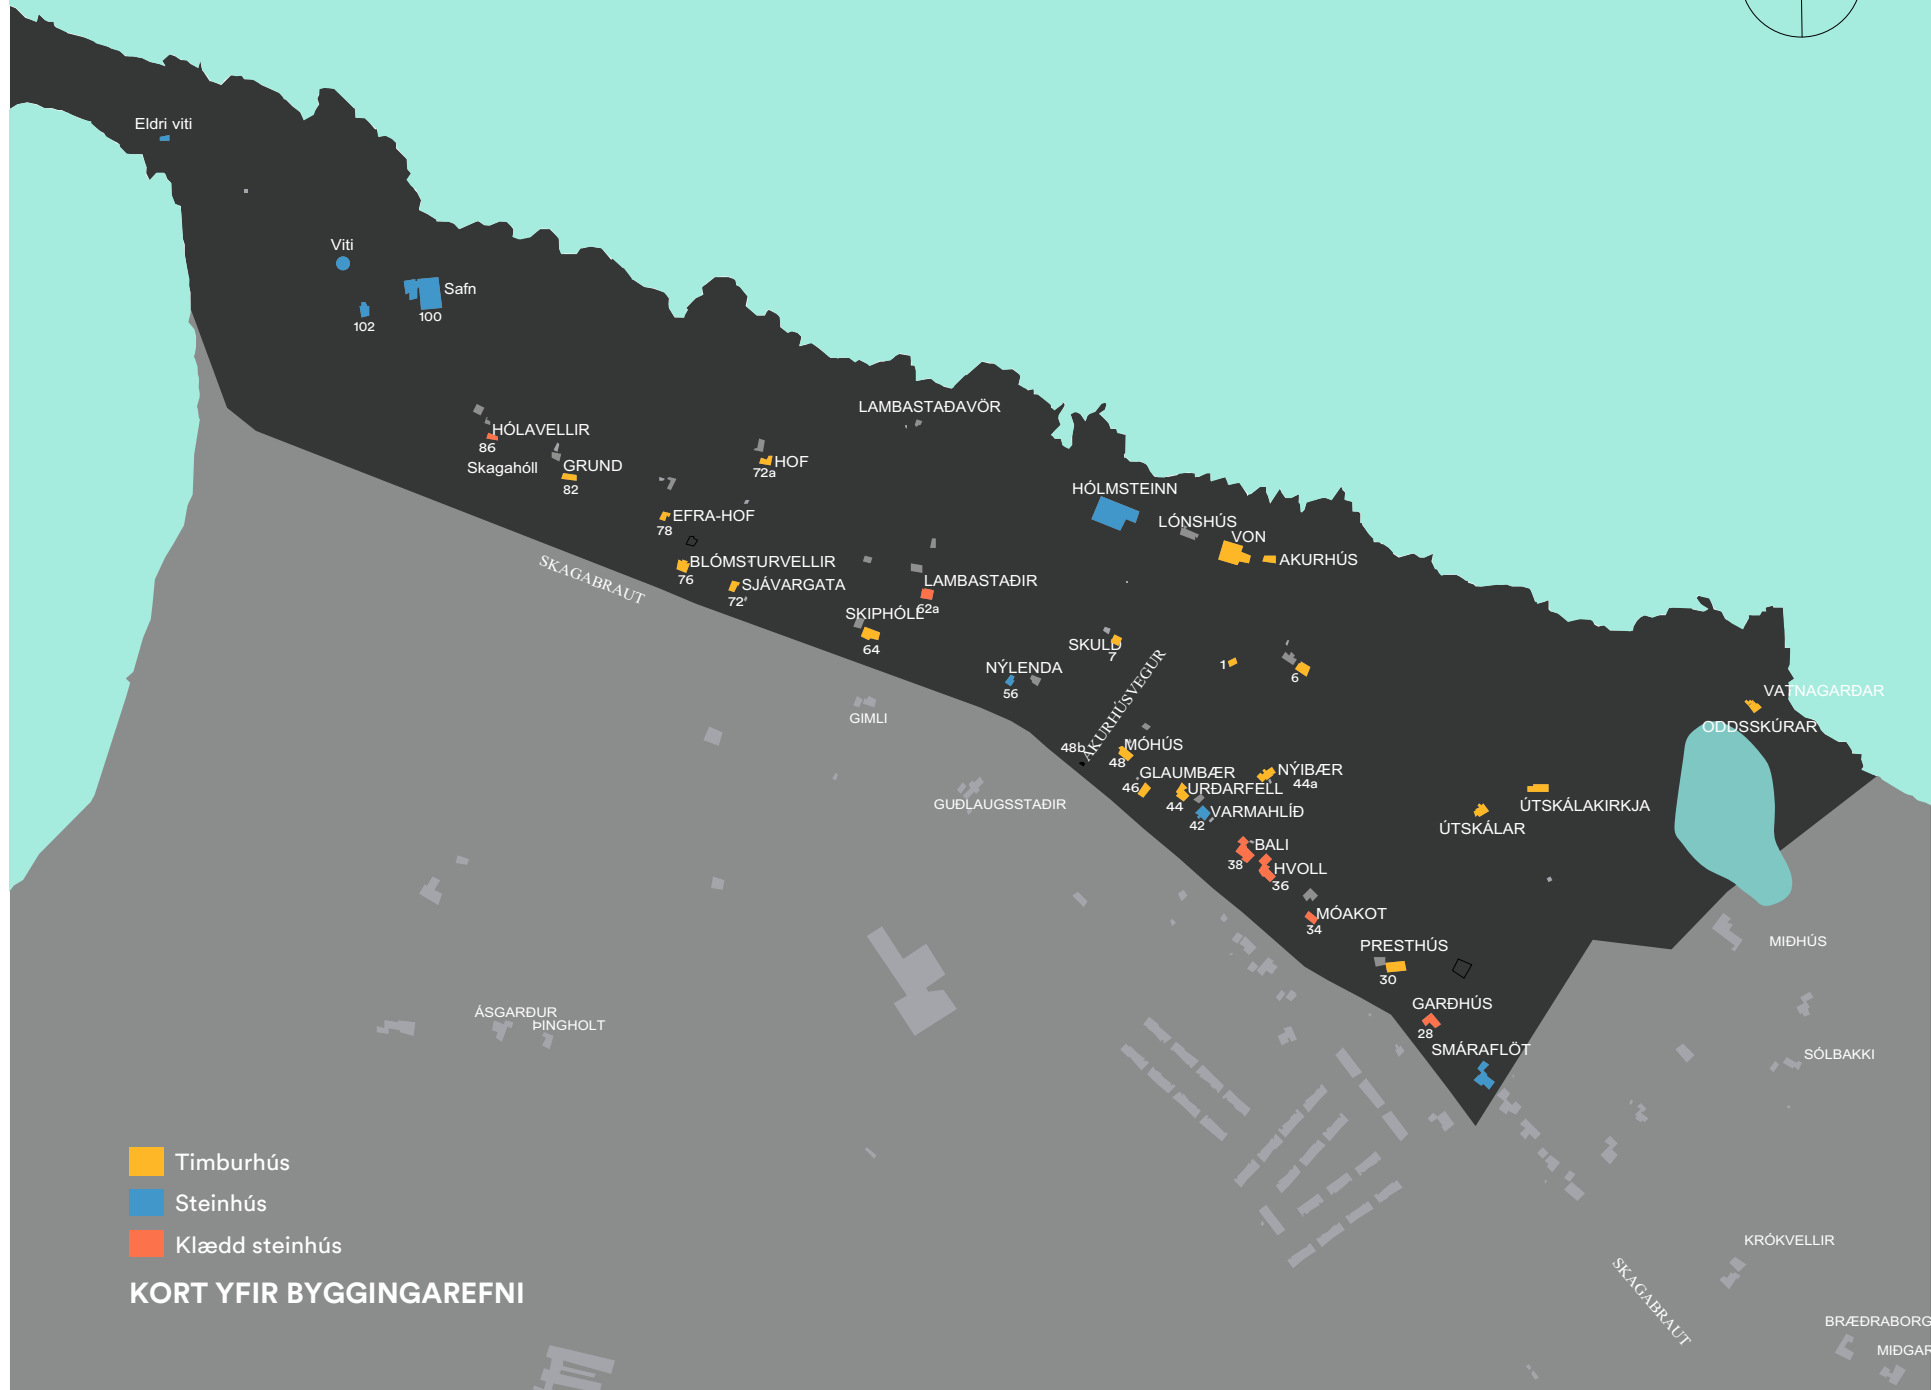 Eldri viti
Viti
Safn
100
102
LAMBASTAÐAVÖR
HÓLAVELLIR
86
Skagahóll
GRUND
82
HOF
72a
HÓLMSTEINN
EFRA-HOF
78
LÓNSHÚS
VON
AKURHÚS
BLÓMSTURVELLIR
76
SJÁVARGATA
72
SKAGABRAUT
LAMBASTAÐIR
62a
SKIPHÓLL
64
SKULD
7
1
6
NÝLENDA
56
AKURHÚSVEGUR
VATNAGARÐAR
ODDSSKÚRAR
GIMLI
48b
MÓHÚS
48
GLAUMBÆR
46
NÝIBÆR
44a
URÐARFELL
44
VARMAHLÍÐ
42
GUÐLAUGSSTAÐIR
ÚTSKÁLAKIRKJA
ÚTSKÁLAR
BALI
38
HVOLL
36
MÓAKOT
34
PRESTHÚS
30
MIÐHÚS
GARÐHÚS
28
SMÁRAFLÖT
ÁSGARÐUR
ÞINGHOLT
SÓLBAKKI
Timburhús
Steinhús
Klædd steinhús
KORT YFIR BYGGINGAREFNI
KRÓKVELLIR
SKAGABRAUT
BRÆÐRABORG
MIÐGAR